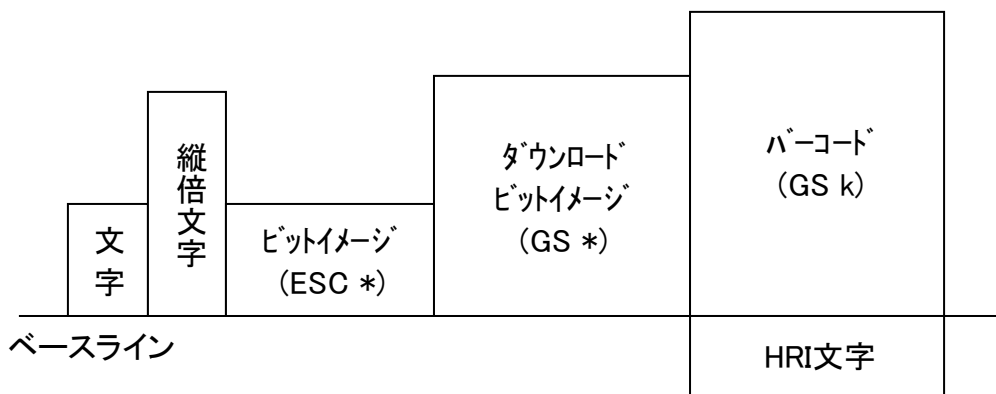 文字
縦倍文字
ﾋﾞｯﾄｲﾒｰｼﾞ
(ESC *)
ﾀﾞｳﾝﾛｰﾄﾞ
ﾋﾞｯﾄｲﾒｰｼﾞ
(GS *)
ﾊﾞｰｺｰﾄﾞ
(GS k)
ベースライン
HRI文字